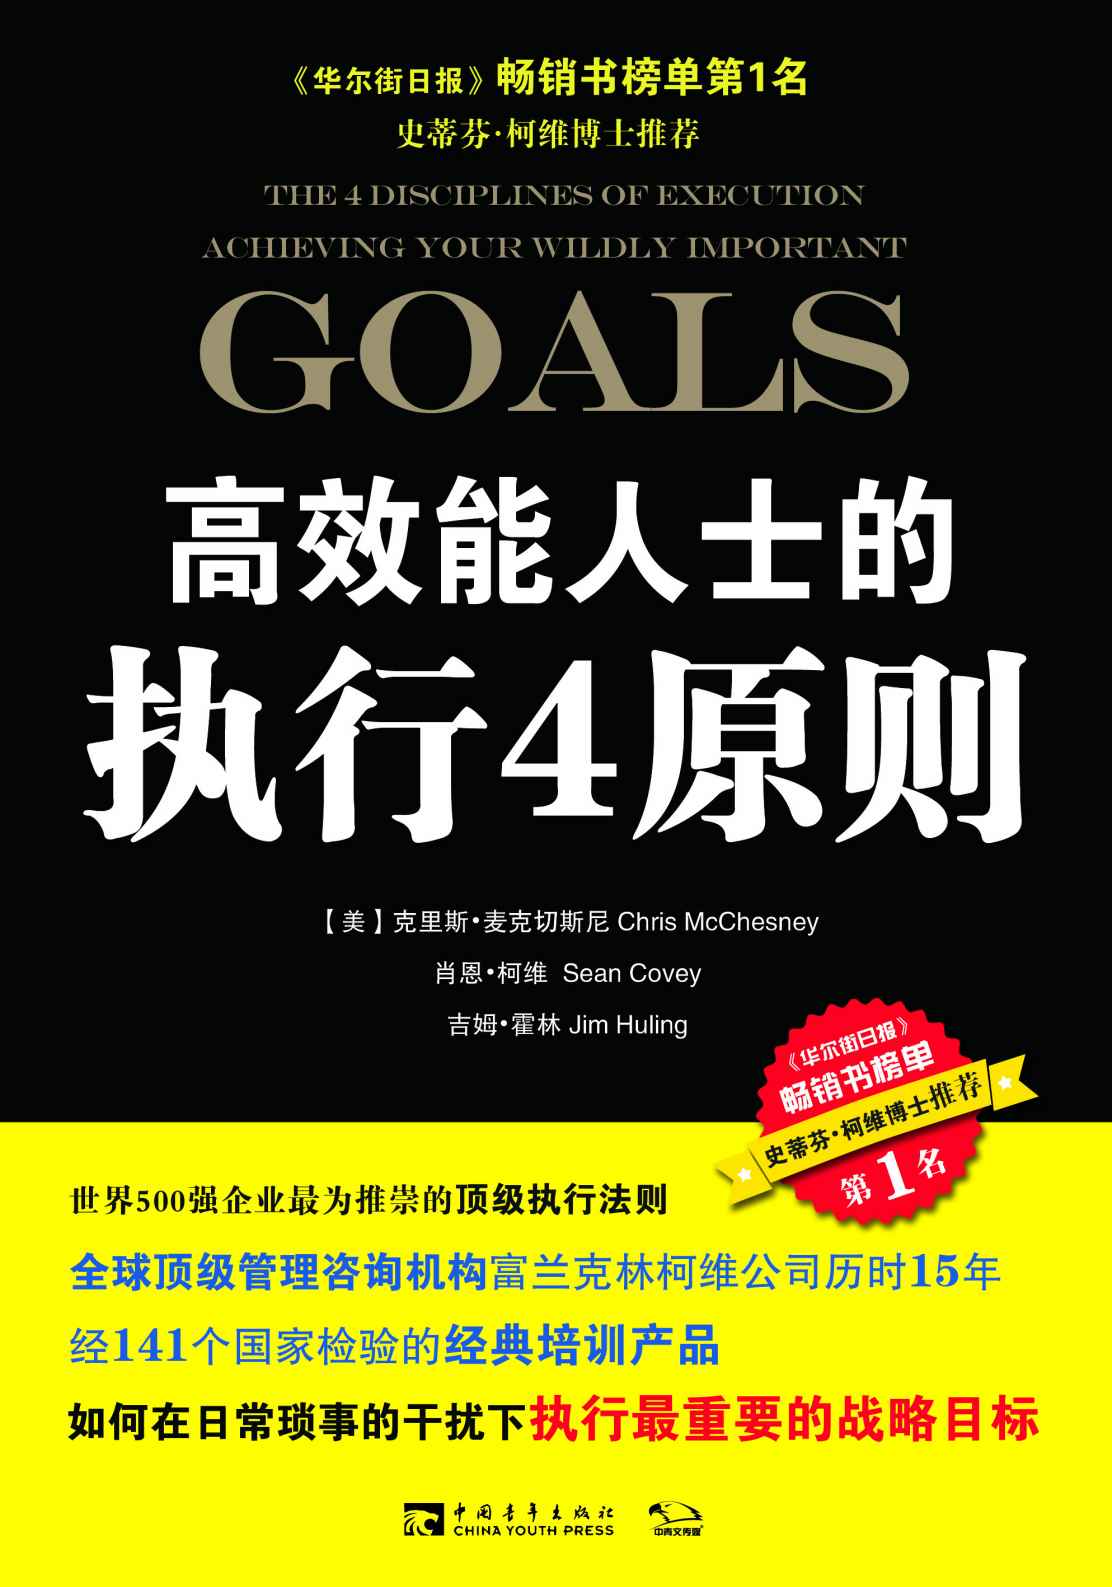 《华尔街日报》畅销书榜单第1名
史蒂芬·柯维博士推荐
THE 4 DISCIPLINES OF EXECUTION
ACHIEVING YOUR WILDLY IMPORTANT
GOALS
高效能人士的
执行4原则
【美】克里斯•麦克切斯尼 Chris McChesney
肖恩•柯维 Sean Covey
吉姆•霍林 Jim Huling
《华尔街日报》
畅销书榜单
史蒂芬•柯维博士推荐
第1名
世界500强企业最为推崇的顶级执行法则
全球顶级管理咨询机构富兰克林柯维公司历时15年
经141个国家检验的经典培训产品
如何在日常琐事的干扰下执行最重要的战略目标
中国青年出版社
CHINA YOUTH PRESS
中青文传媒